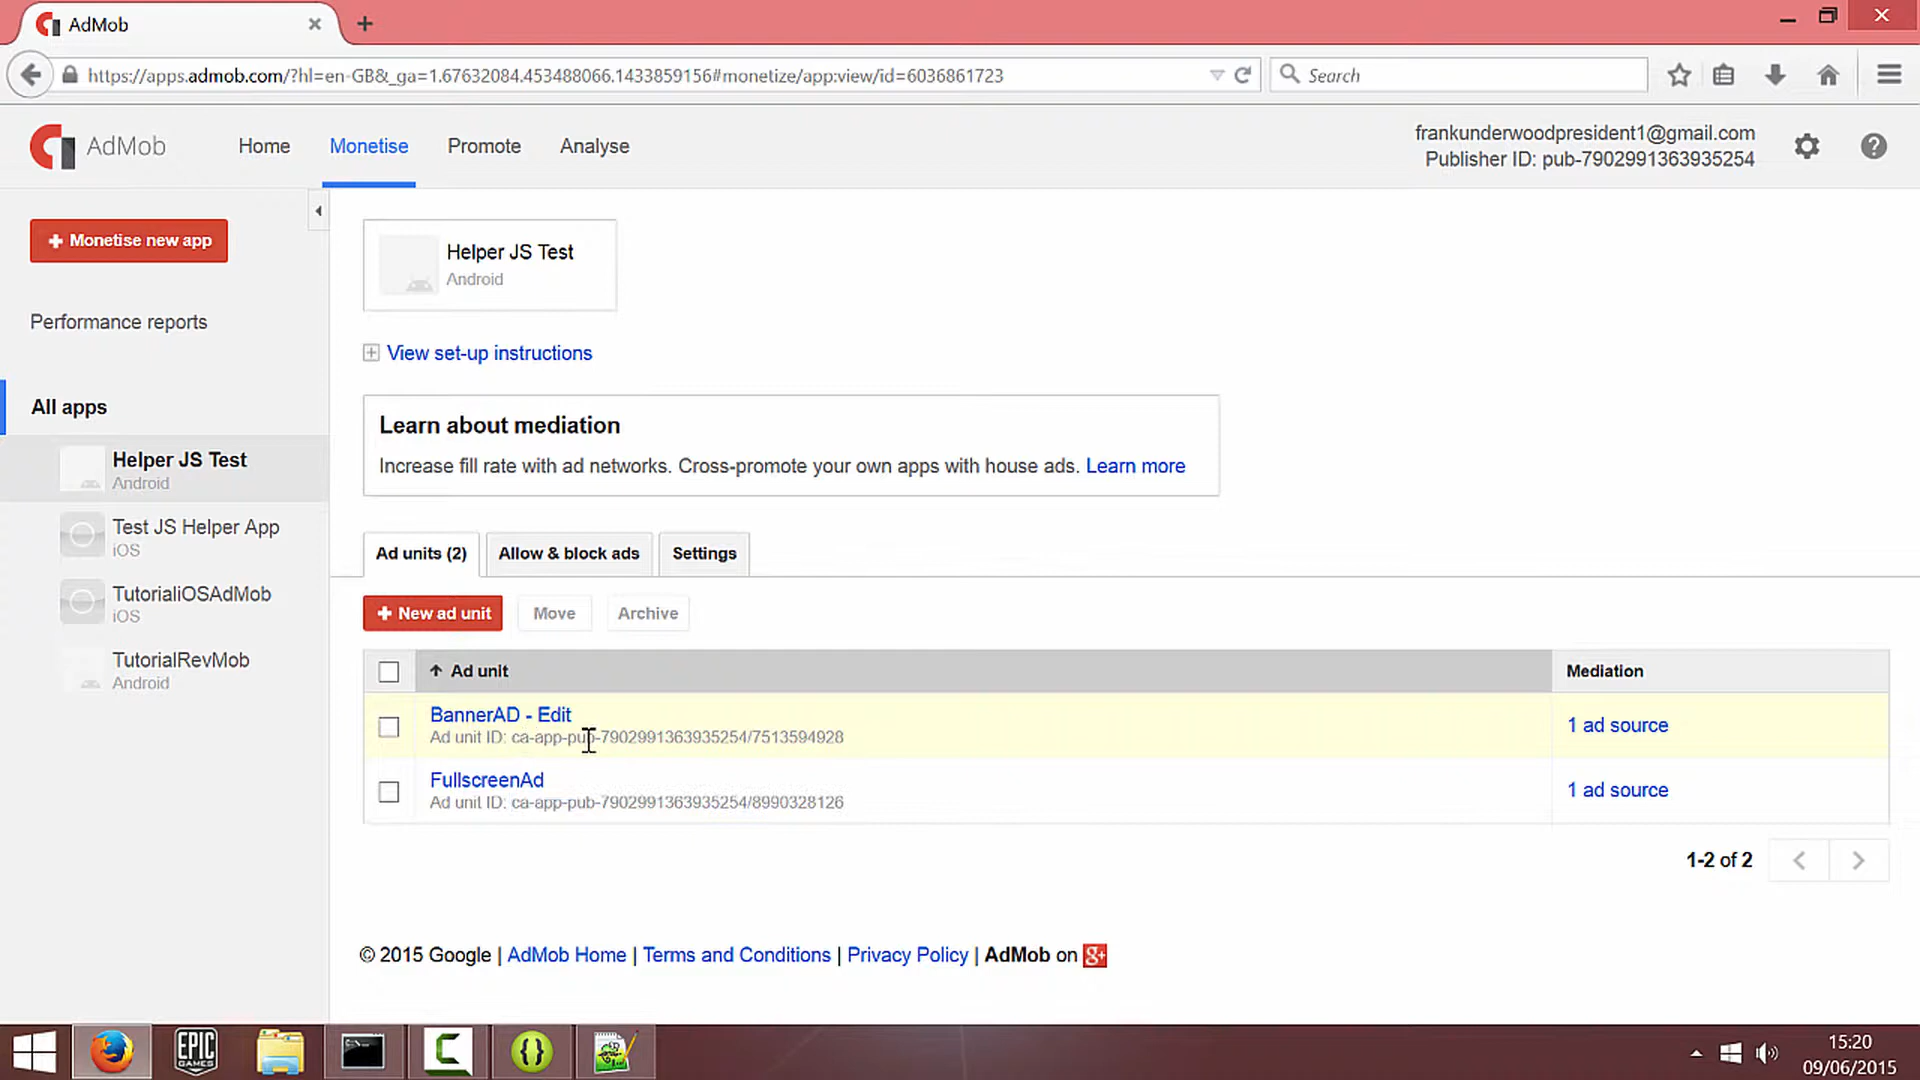 AdMob
https://apps.admob.com/?hl=en-GB&_ga=1.67632084.453488066.1433859156#monetize/app:view/id=6036861723
Search
AdMob
Home
Monetise
Promote
Analyse
frankunderwoodpresident1@gmail.com
Publisher ID: pub-7902991363935254
+ Monetise new app
Performance reports
All apps
Helper JS Test
Android
Test JS Helper App
iOS
TutorialiOSAdMob
iOS
TutorialRevMob
Android
Helper JS Test
Android
View set-up instructions
Learn about mediation
Increase fill rate with ad networks. Cross-promote your own apps with house ads. Learn more
Ad units (2)
Allow & block ads
Settings
+ New ad unit
Move
Archive
Ad unit
Mediation
BannerAD - Edit
Ad unit ID: ca-app-pub-7902991363935254/7513594928
1 ad source
FullscreenAd
Ad unit ID: ca-app-pub-7902991363935254/8990328126
1 ad source
1-2 of 2
© 2015 Google | AdMob Home | Terms and Conditions | Privacy Policy | AdMob on g+
EPIC
GAMES
15:20
09/06/2015